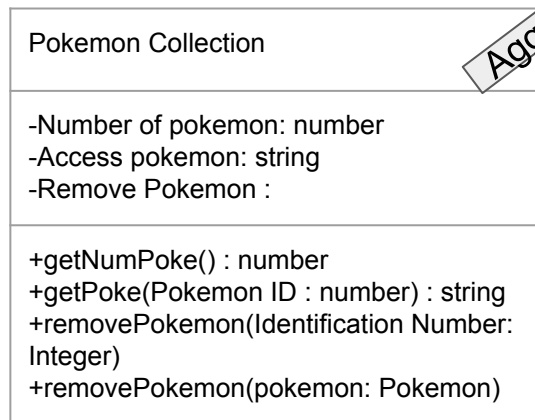 Pokemon Collection
-Number of pokemon: number
-Access pokemon: string
-Remove Pokemon :
+getNumPoke() : number
+getPoke(Pokemon ID : number) : string
+removePokemon(Identification Number:
Integer)
+removePokemon(pokemon: Pokemon)